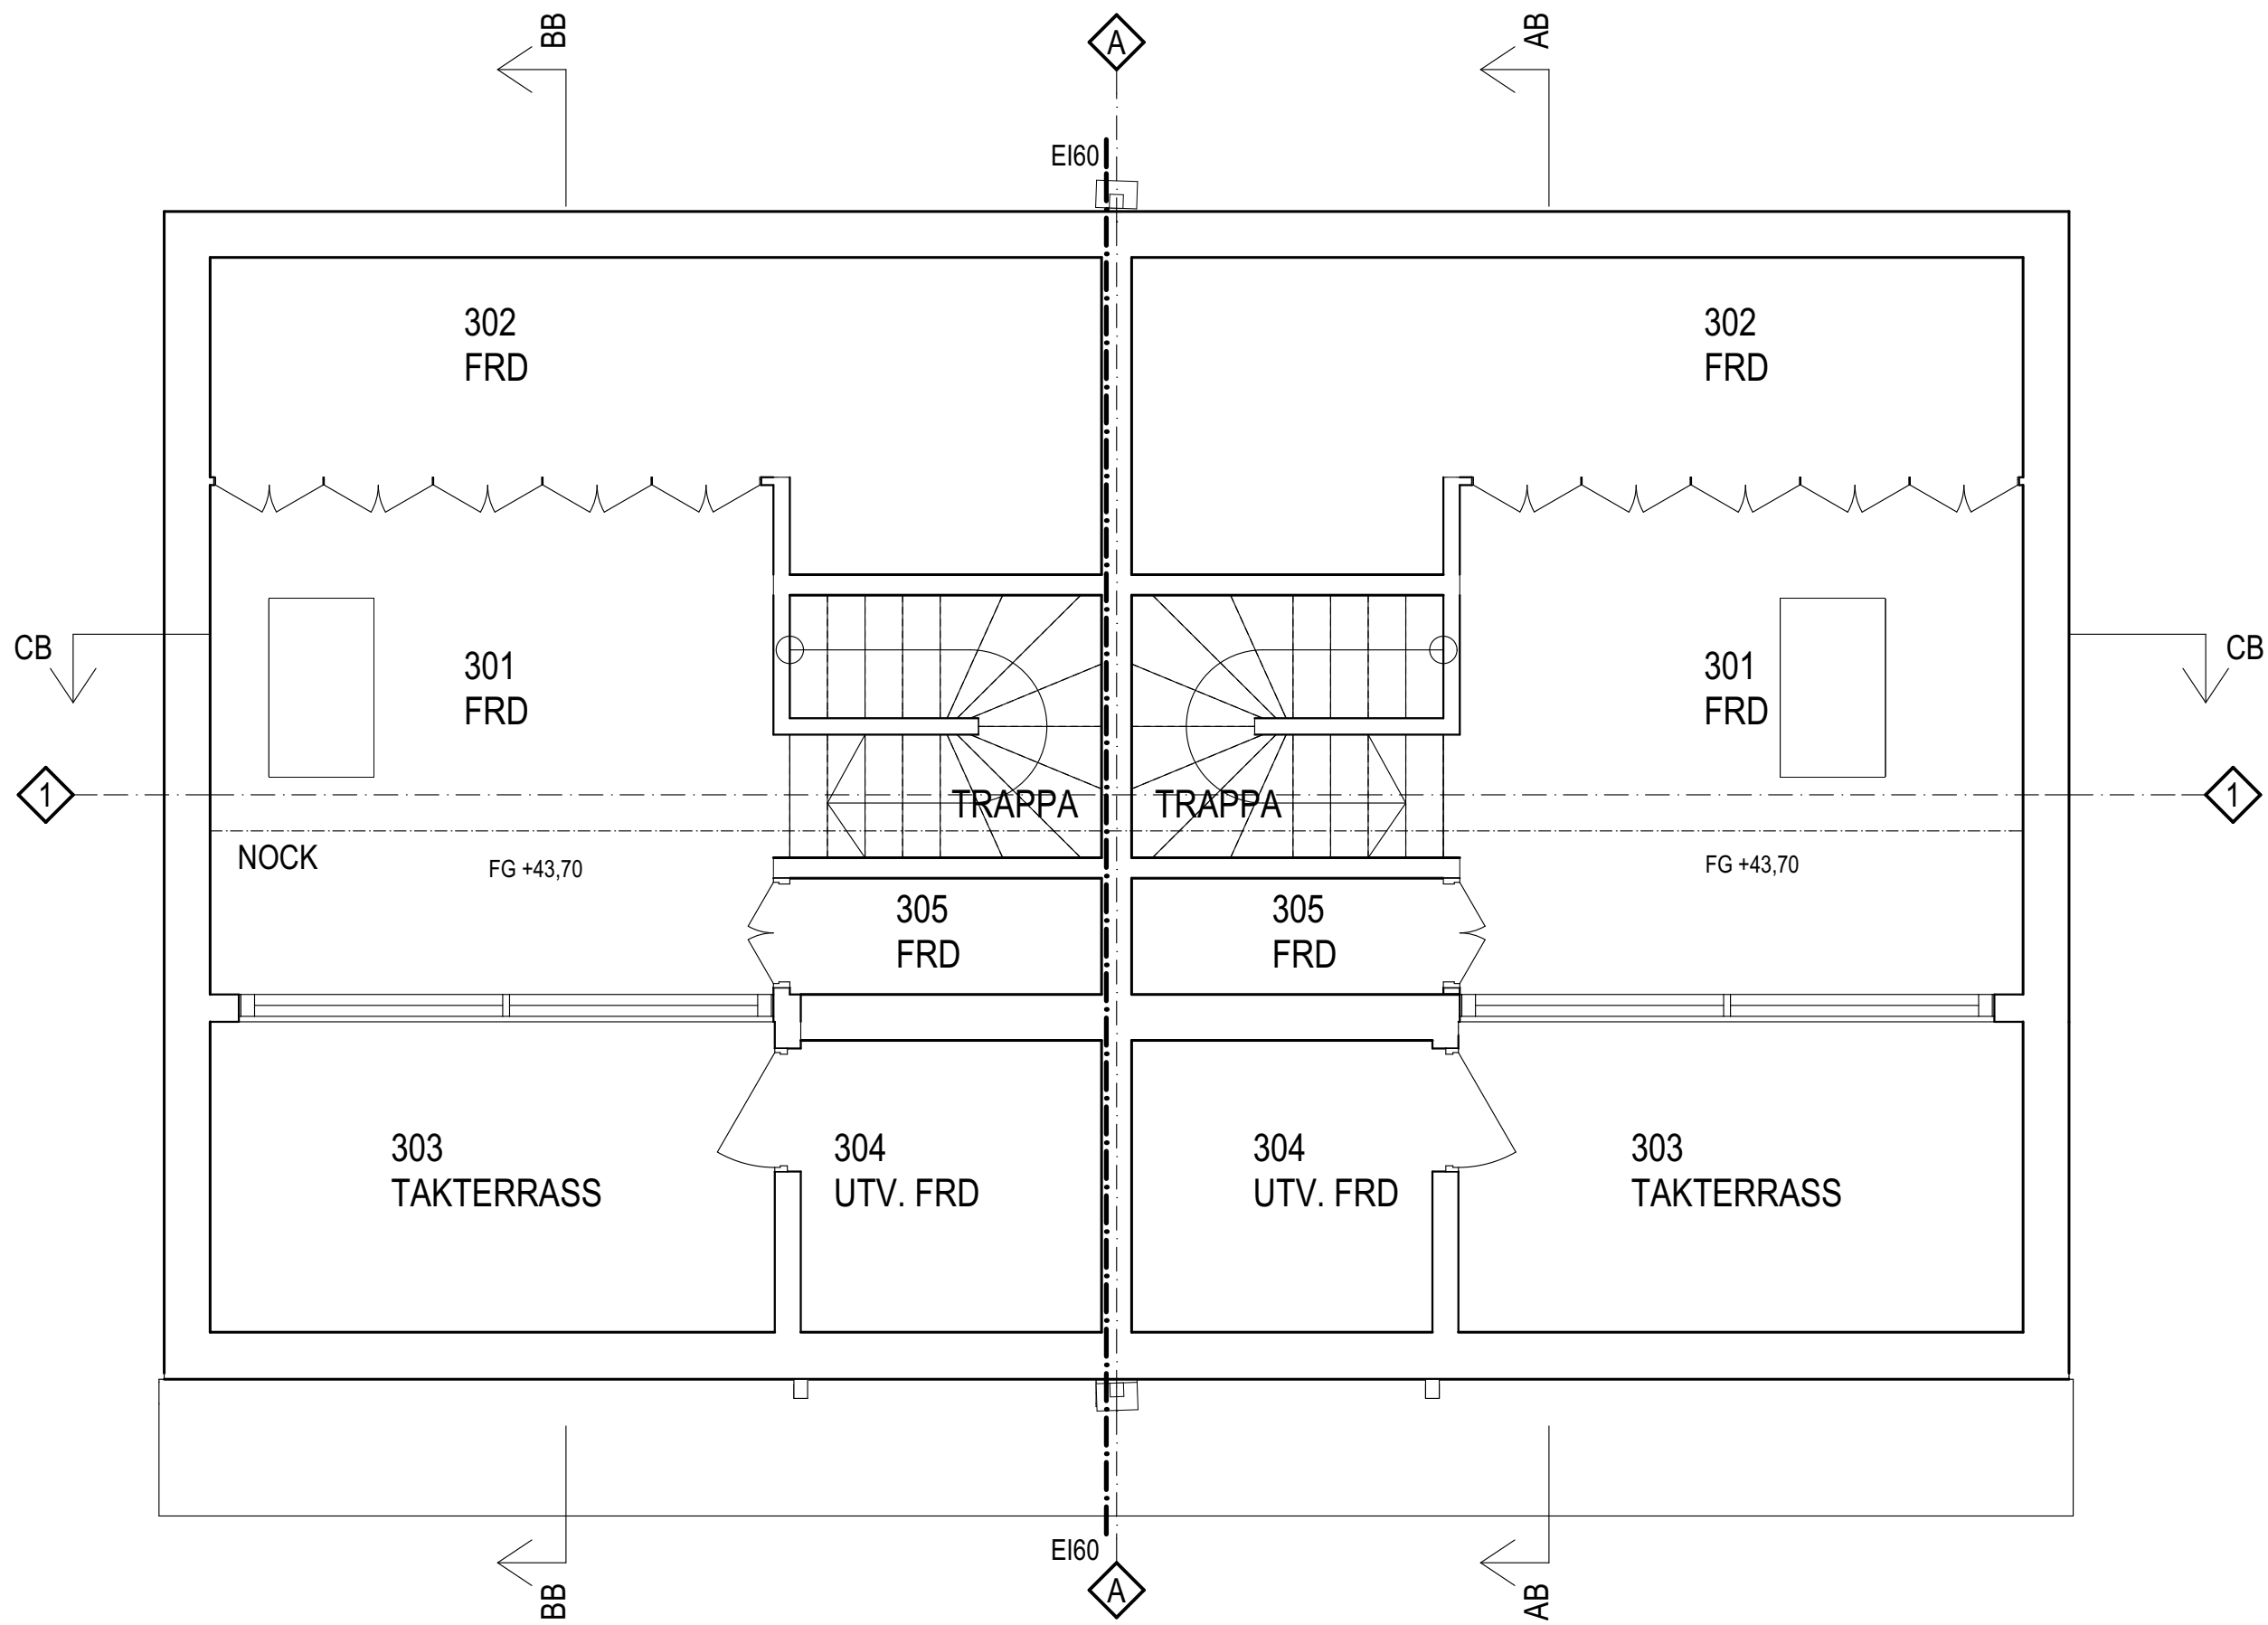 BB
A
AB
EI60
302
FRD
302
FRD
CB
301
FRD
301
FRD
CB
1
TRAPPA
TRAPPA
1
NOCK
FG +43,70
FG +43,70
305
FRD
305
FRD
303
TAKTERRASS
304
UTV. FRD
304
UTV. FRD
303
TAKTERRASS
EI60
BB
A
AB